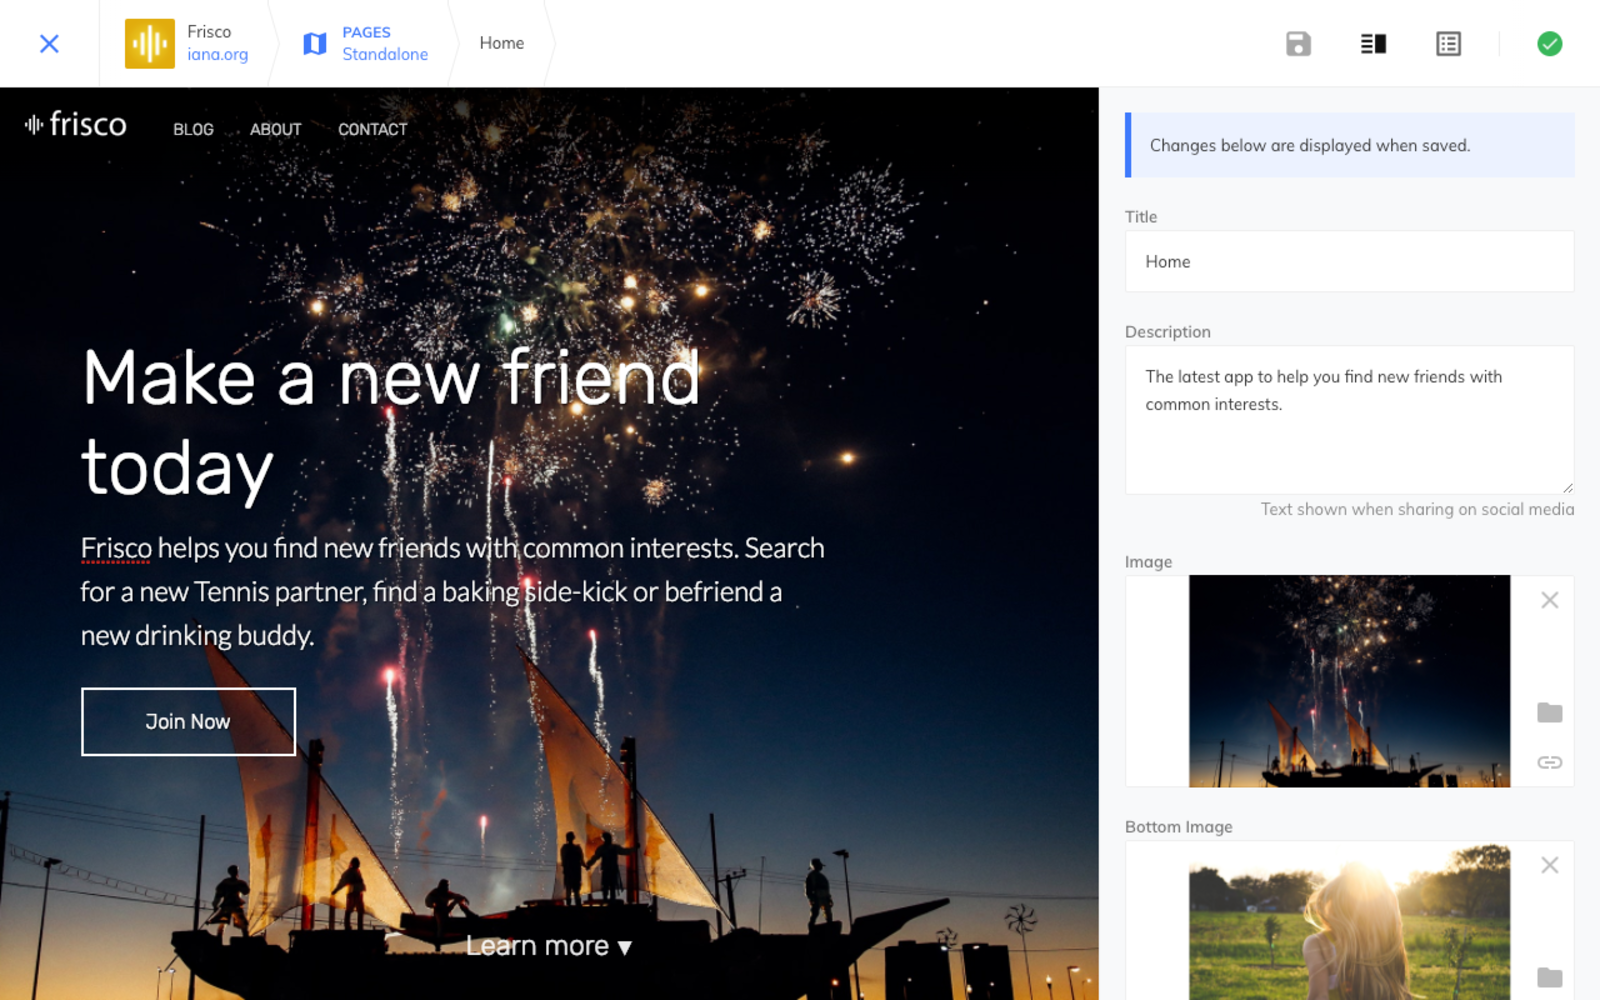 Frisco
iana.org
PAGES
Standalone
Home
frisco
BLOG
ABOUT
CONTACT
Make a new friend
today
Frisco helps you find new friends with common interests. Search
for a new Tennis partner, find a baking side-kick or befriend a
new drinking buddy.
Join Now
Learn more ▼
Changes below are displayed when saved.
Title
Home
Description
The latest app to help you find new friends with
common interests.
Text shown when sharing on social media
Image
Bottom Image